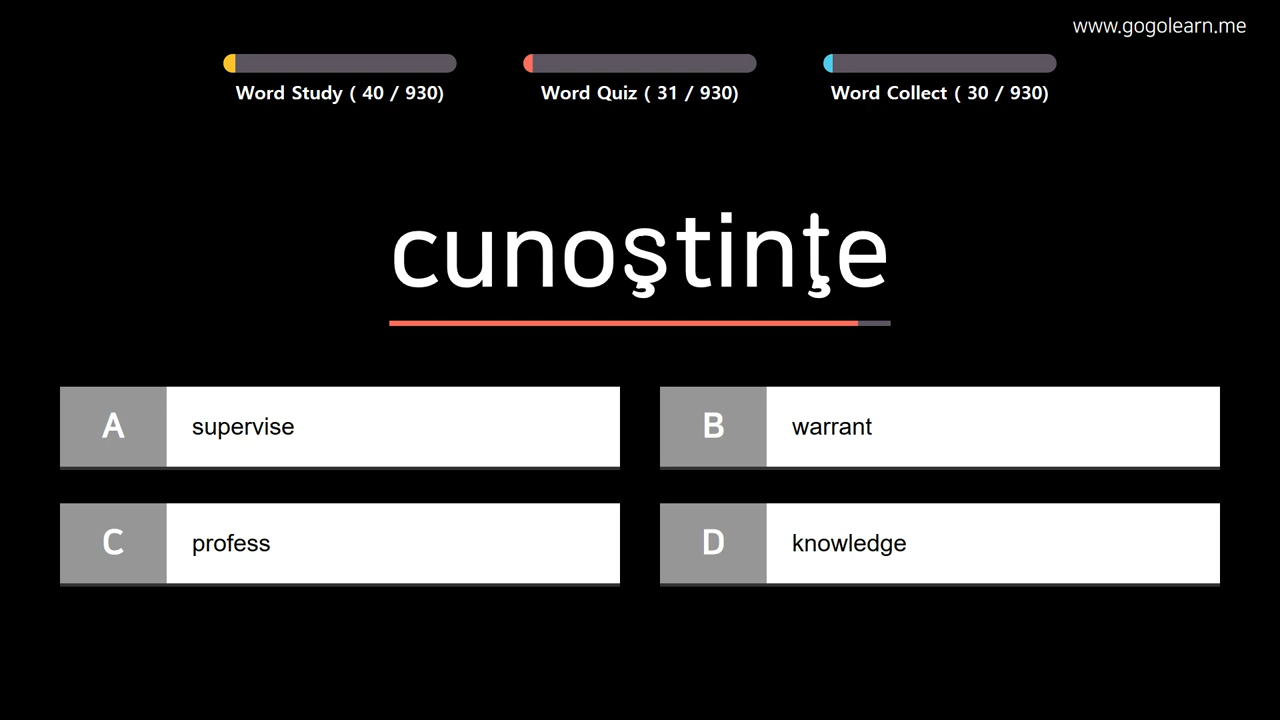 www.gogolearn.me
Word Study ( 40 / 930)
Word Quiz ( 31 / 930)
Word Collect ( 30 / 930)
cunoştinţe
A supervise
B warrant
C profess
D knowledge